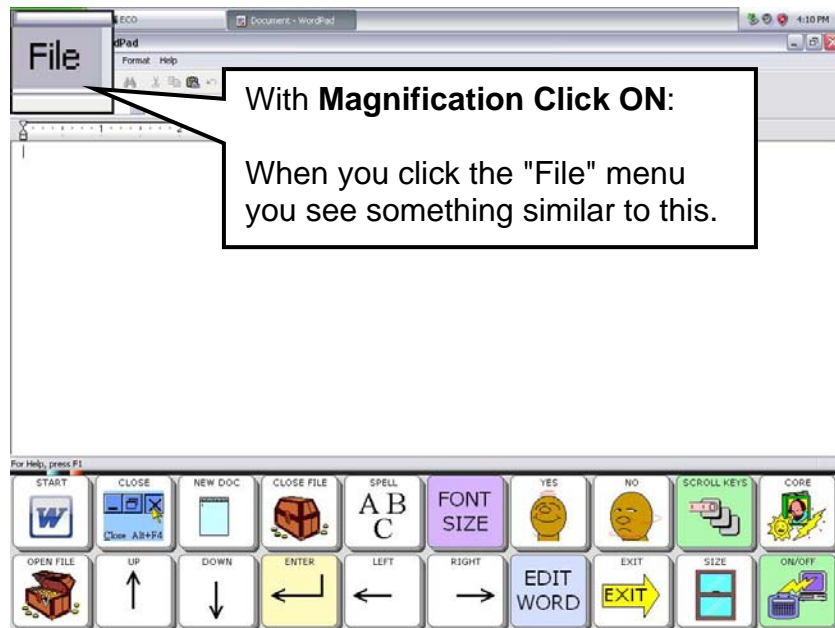 ECO
Document - WordPad
4:10 PM
File
dPad
Format Help
With Magnification Click ON:
When you click the "File" menu
you see something similar to this.
1
For Help, press F1
START
CLOSE
NEW DOC
CLOSE FILE
SPELL
YES
NO
SCROLL KEYS
CORE
W
Close Alt+F4
A B
C
FONT
SIZE
OPEN FILE
UP
DOWN
ENTER
LEFT
RIGHT
EDIT
WORD
EXIT
EXIT
SIZE
ON/OFF